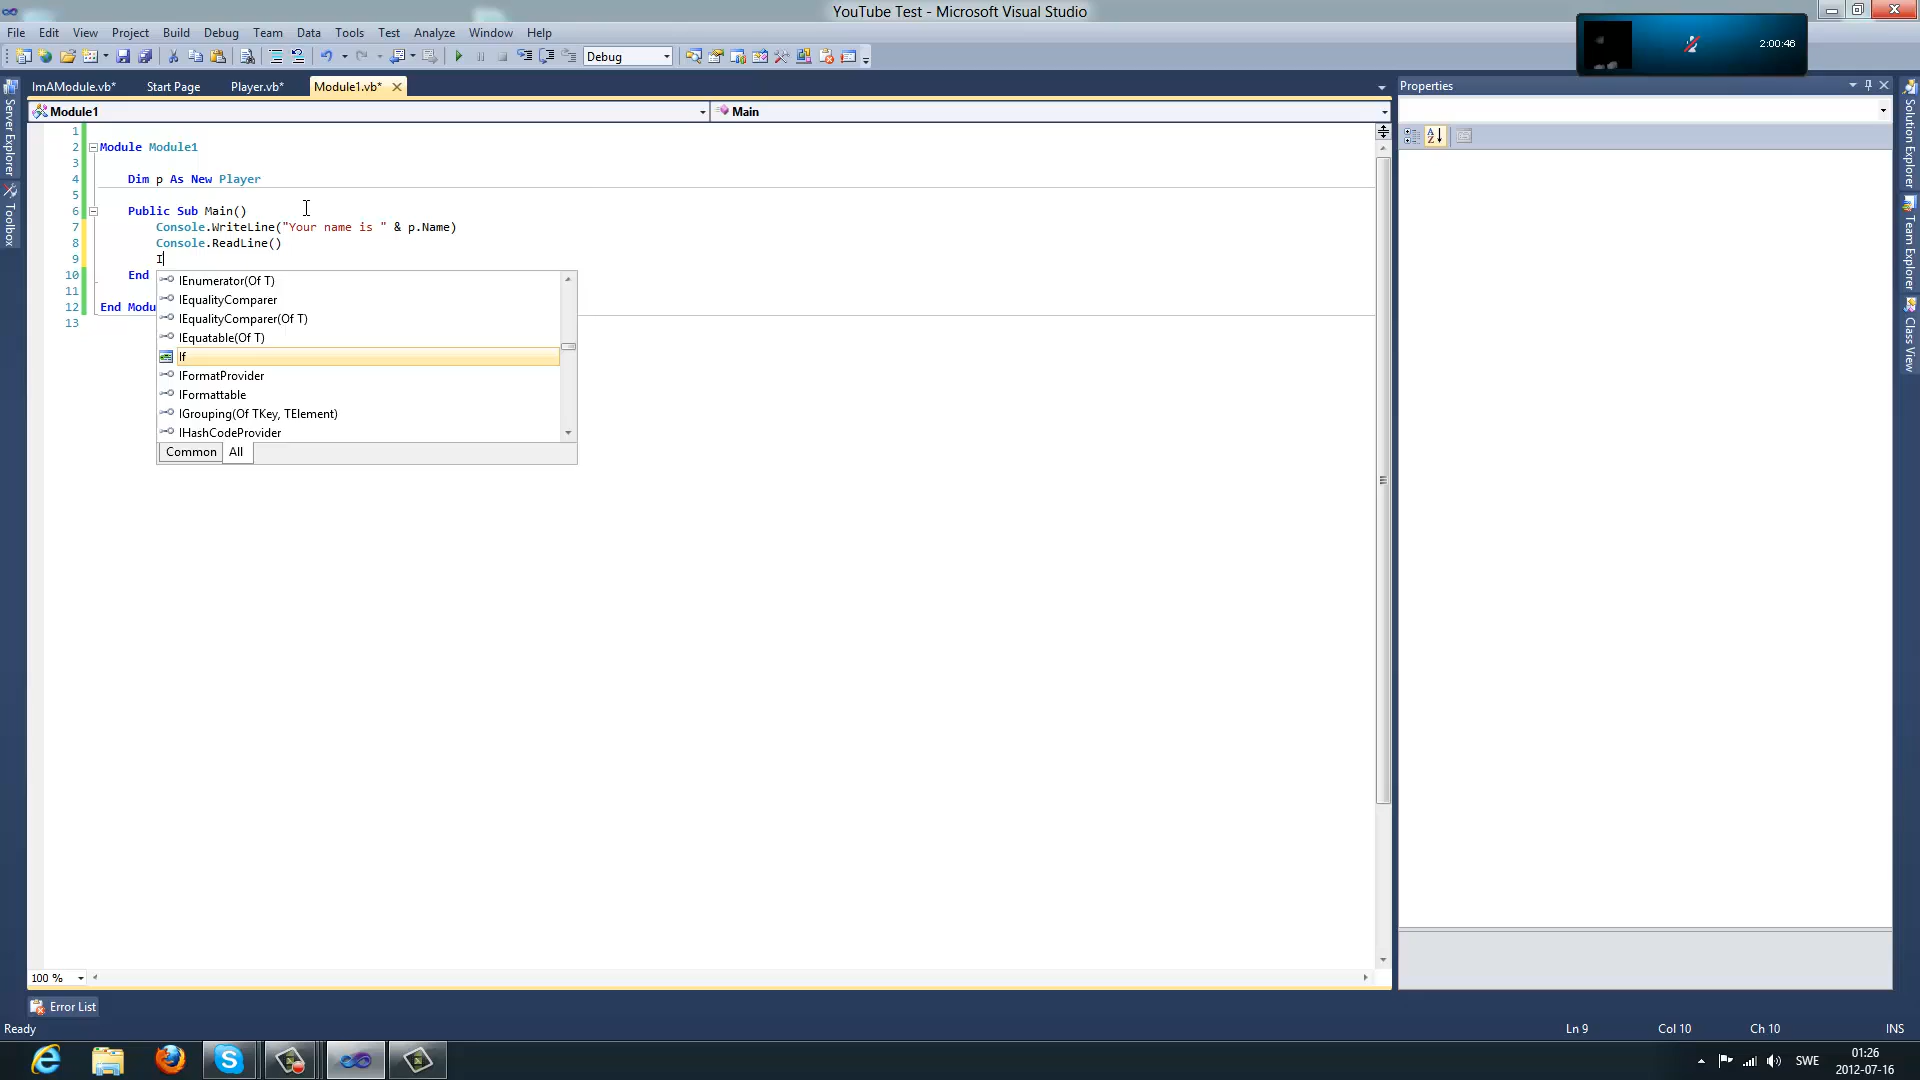 YouTube Test - Microsoft Visual Studio
File Edit View Project Build Debug Team Data Tools Test Analyze Window Help
2:00:46
Debug
ImAModule.vb* Start Page Player.vb* Module1.vb*
Properties
Module1 Main
1
2 Module Module1
3
4 Dim p As New Player
5
6 Public Sub Main()
7 Console.WriteLine("Your name is " & p.Name)
8 Console.ReadLine()
9 I
10 End
11
12 End Modu
13
IEnumerator(Of T)
IEqualityComparer
IEqualityComparer(Of T)
IEquatable(Of T)
If
IFormatProvider
IFormattable
IGrouping(Of TKey, TElement)
IHashCodeProvider
Common All
Server Explorer
Toolbox
Solution Explorer
Team Explorer
Class View
100 %
Error List
Ready Ln 9 Col 10 Ch 10 INS
SWE
01:26
2012-07-16